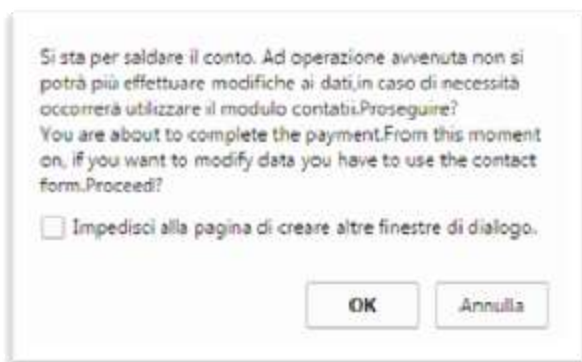 Si sta per saldare il conto. Ad operazione avvenuta non si
potrà più effettuare modifiche ai dati,in caso di necessità
occorrerà utilizzare il modulo contatii.Proseguire?
You are about to complete the payment.From this moment
on, if you want to modify data you have to use the contact
form.Proceed?
Impedisci alla pagina di creare altre finestre di dialogo.
OK Annulla